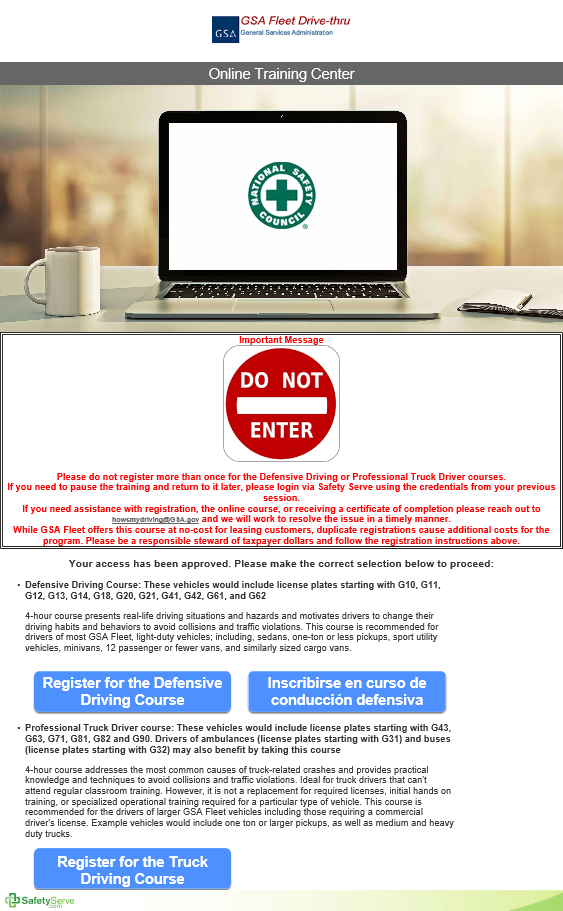 GSA Fleet Drive-thru
GSA
General Services Administration
Online Training Center
NATIONAL SAFETY
COUNCIL
®
Important Message
DO NOT
ENTER
Please do not register more than once for the Defensive Driving or Professional Truck Driver courses.
If you need to pause the training and return to it later, please login via Safety Serve using the credentials from your previous
session.
If you need assistance with registration, the online course, or receiving a certificate of completion please reach out to
howsmydriving@GSA.gov and we will work to resolve the issue in a timely manner.
While GSA Fleet offers this course at no-cost for leasing customers, duplicate registrations cause additional costs for the
program. Please be a responsible steward of taxpayer dollars and follow the registration instructions above.
Your access has been approved. Please make the correct selection below to proceed:
• Defensive Driving Course: These vehicles would include license plates starting with G10, G11,
G12, G13, G14, G18, G20, G21, G41, G42, G61, and G62
4-hour course presents real-life driving situations and hazards and motivates drivers to change their
driving habits and behaviors to avoid collisions and traffic violations. This course is recommended for
drivers of most GSA Fleet, light-duty vehicles; including, sedans, one-ton or less pickups, sport utility
vehicles, minivans, 12 passenger or fewer vans, and similarly sized cargo vans.
Register for the Defensive
Driving Course
Inscribirse en curso de
conducción defensiva
• Professional Truck Driver course: These vehicles would include license plates starting with G43,
G63, G71, G81, G82 and G90. Drivers of ambulances (license plates starting with G31) and buses
(license plates starting with G32) may also benefit by taking this course
4-hour course addresses the most common causes of truck-related crashes and provides practical
knowledge and techniques to avoid collisions and traffic violations. Ideal for truck drivers that can't
attend regular classroom training. However, it is not a replacement for required licenses, initial hands on
training, or specialized operational training required for a particular type of vehicle. This course is
recommended for the drivers of larger GSA Fleet vehicles including those requiring a commercial
driver's license. Example vehicles would include one ton or larger pickups, as well as medium and heavy
duty trucks.
Register for the Truck
Driving Course
SafetyServe
.com